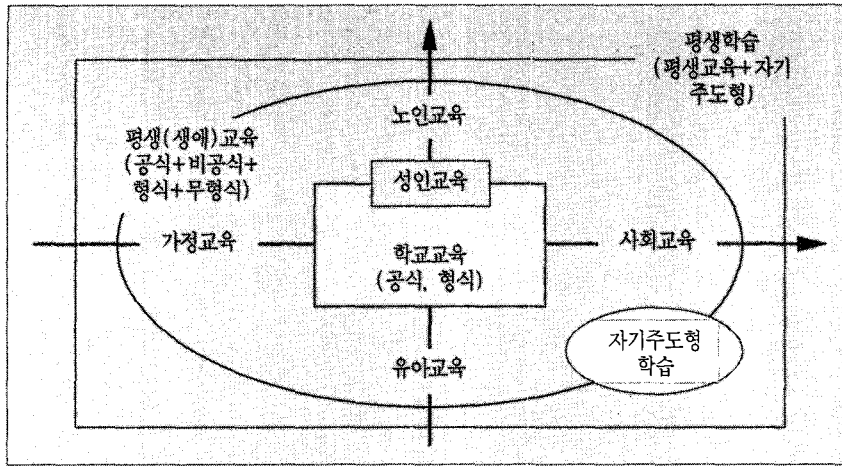 평생학습
(평생교육+자기
주도형)
노인교육
평생(생애)교육
(공식+비공식+
형식+무형식)
성인교육
가정교육
사회교육
학교교육
(공식, 형식)
자기주도형
학습
유아교육